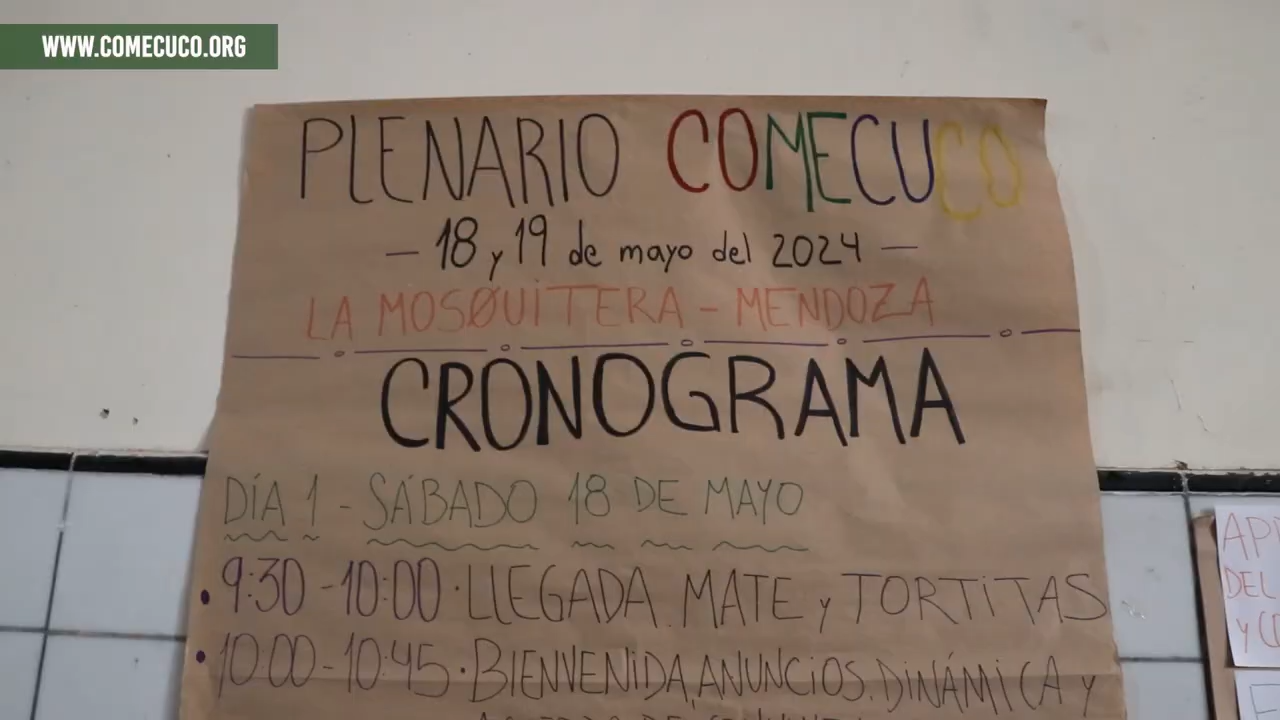 WWW.COMECUCO.ORG
PLENARIO COMECUCO
— 18 y 19 de mayo del 2024 —
LA MOSQUITERA - MENDOZA
CRONOGRAMA
DÍA 1 - SÁBADO 18 DE MAYO
• 9:30 - 10:00 · LLEGADA. MATE y TORTITAS
• 10:00 - 10:45 · BIENVENIDA, ANUNCIOS. DINÁMICA y
DEL